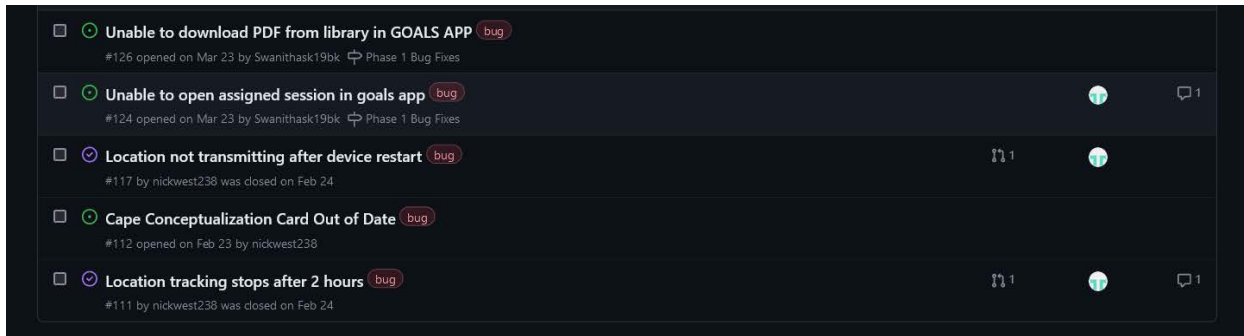 Unable to download PDF from library in GOALS APP bug
#126 opened on Mar 23 by Swanithask19bk Phase 1 Bug Fixes
Unable to open assigned session in goals app bug 1
#124 opened on Mar 23 by Swanithask19bk Phase 1 Bug Fixes
Location not transmitting after device restart bug 1
#117 by nickwest238 was closed on Feb 24
Cape Conceptualization Card Out of Date bug
#112 opened on Feb 23 by nickwest238
Location tracking stops after 2 hours bug 1 1
#111 by nickwest238 was closed on Feb 24